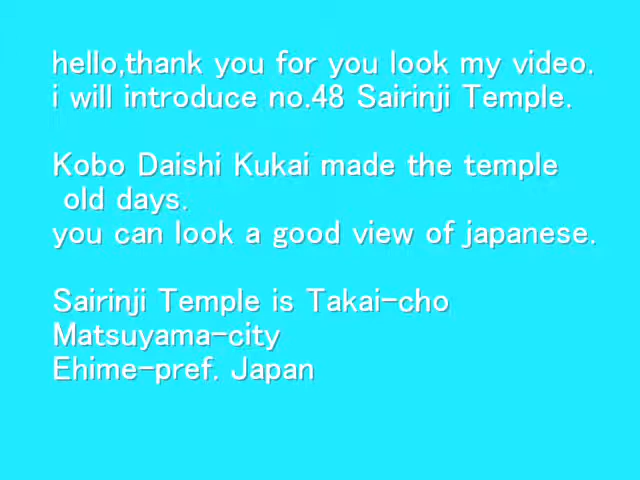 hello,thank you for you look my video.
i will introduce no.48 Sairinji Temple.
Kobo Daishi Kukai made the temple
old days.
you can look a good view of japanese.
Sairinji Temple is Takai-cho
Matsuyama-city
Ehime-pref. Japan